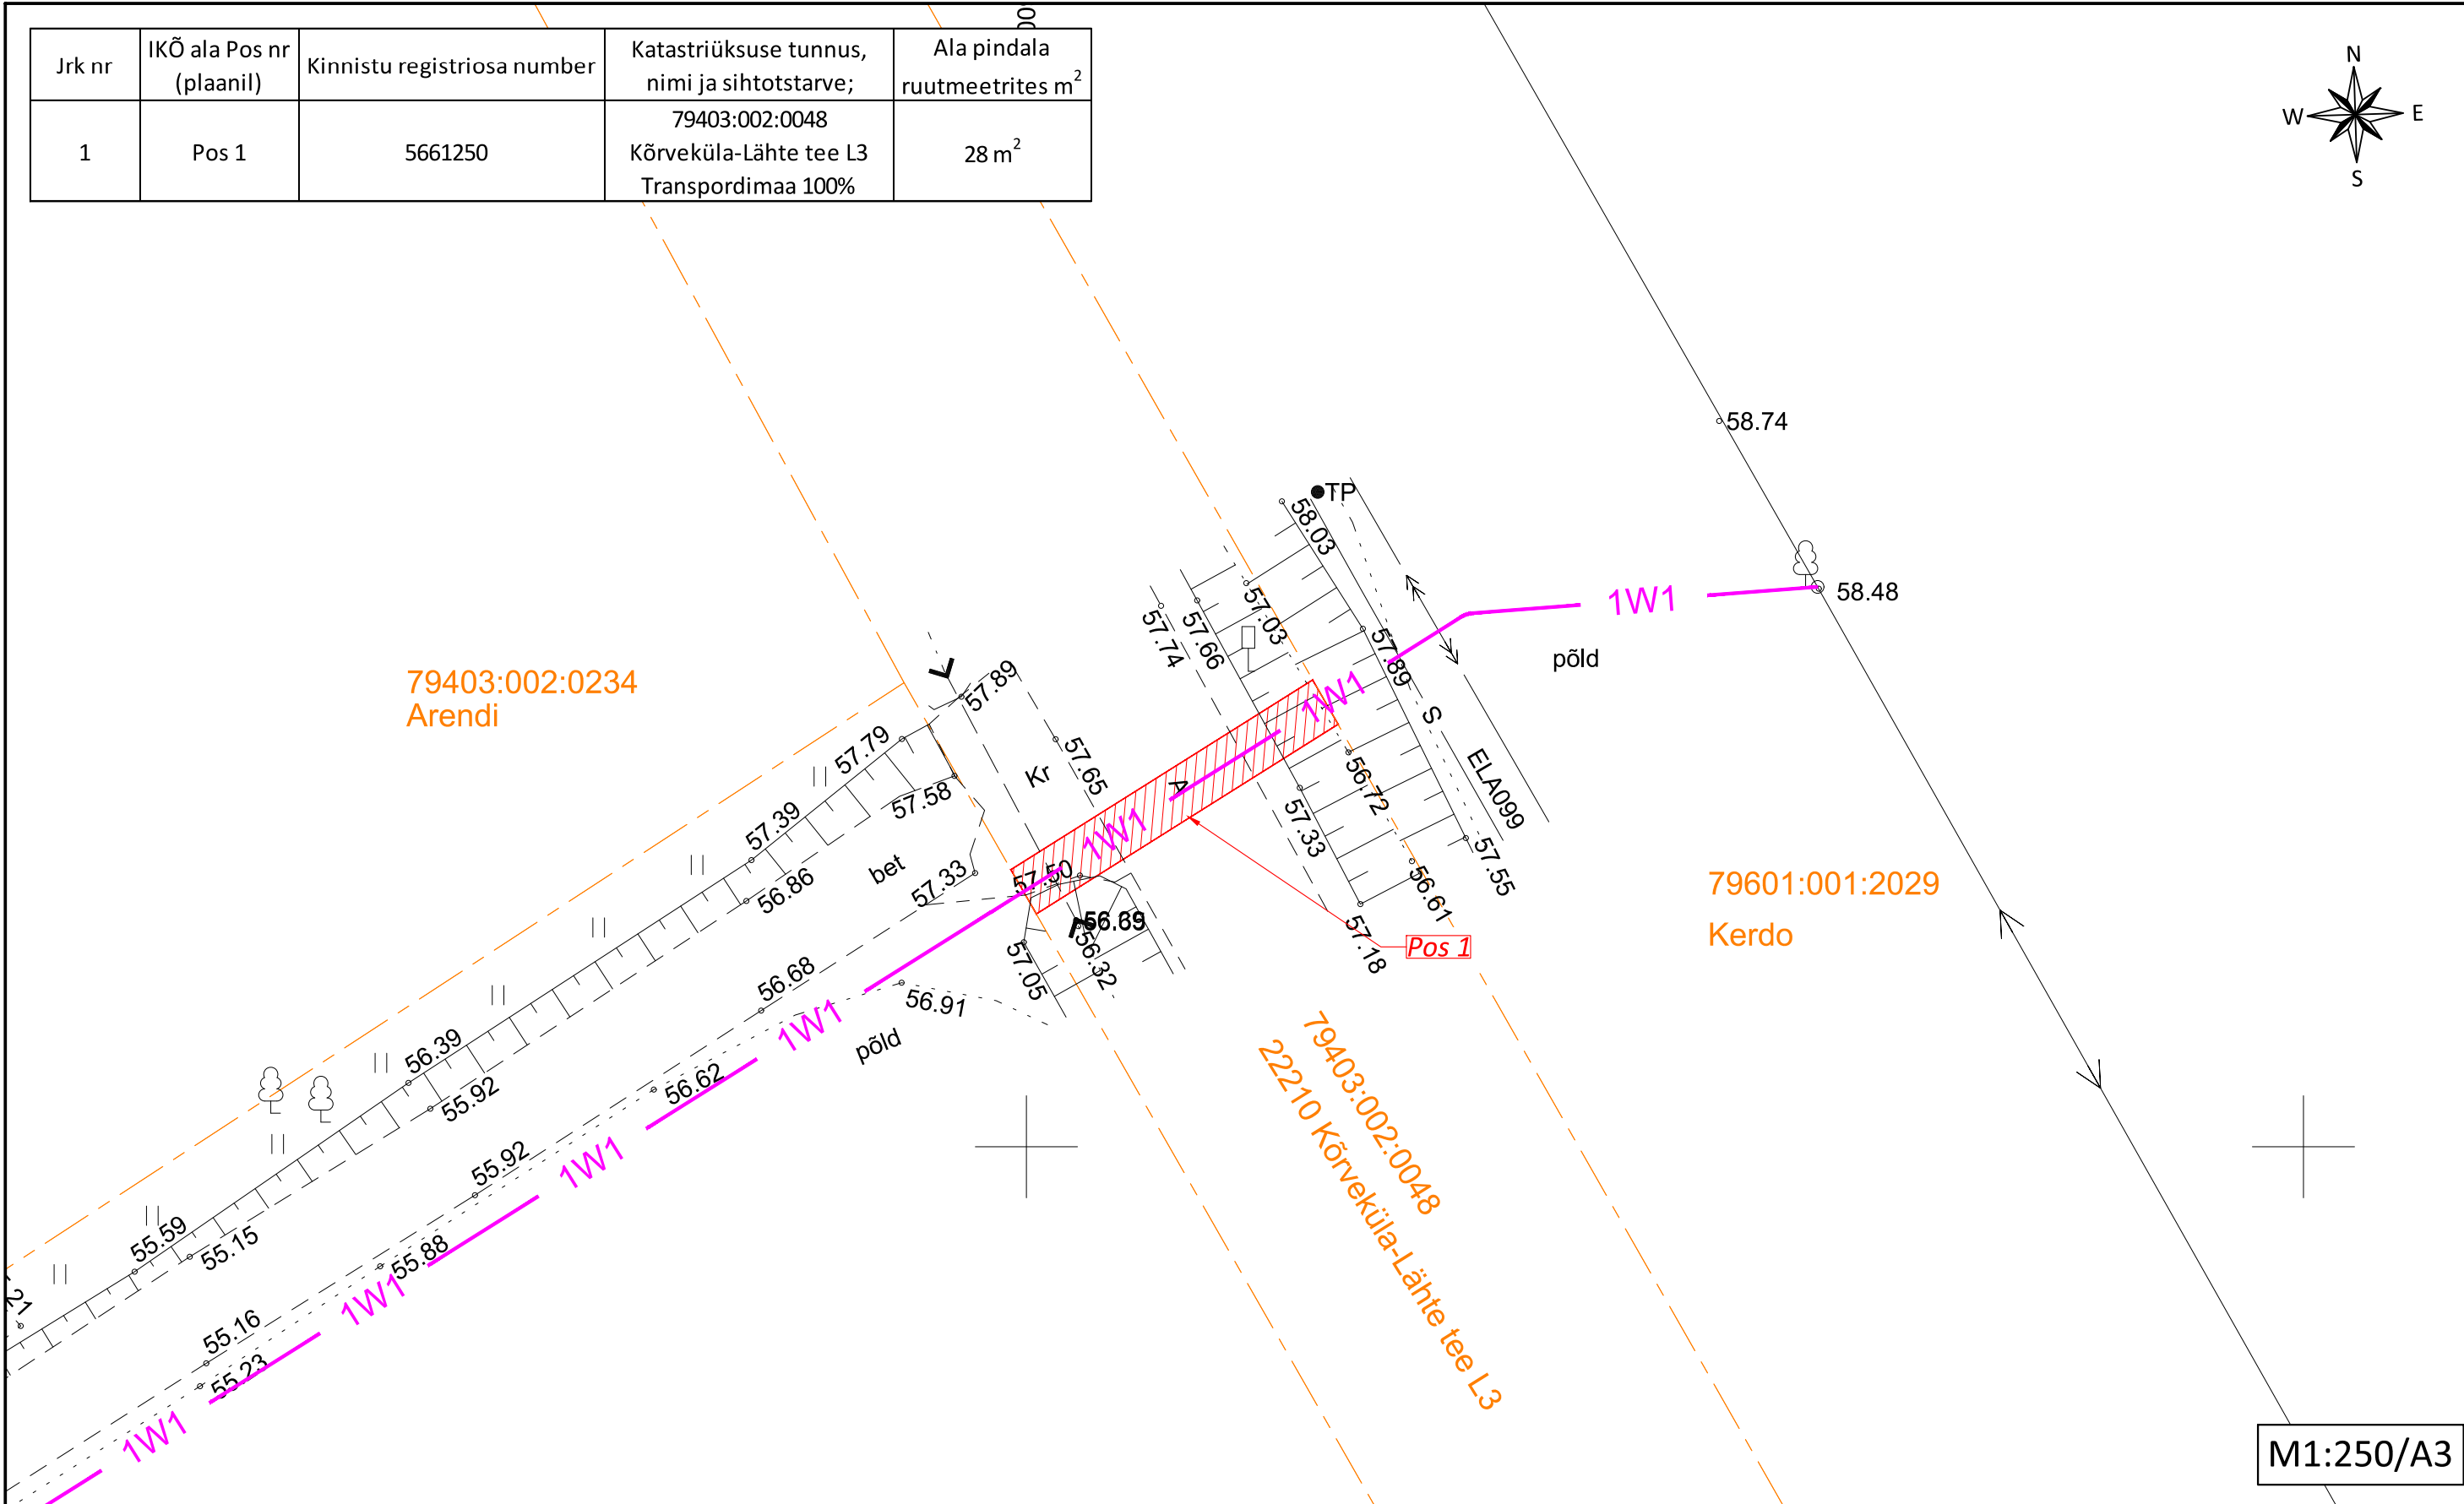 Jrk nr
IKÕ ala Pos nr
(plaanil)
Kinnistu registriosa number
Katastriüksuse tunnus,
nimi ja sihtotstarve;
Ala pindala
ruutmeetrites m²
1
Pos 1
5661250
79403:002:0048
Kõrveküla-Lähte tee L3
Transpordimaa 100%
28 m²
N
W
E
S
58.74
TP
58.03
57.03
57.74
57.66
1W1
58.48
57.89
põld
79403:002:0234
Arendi
57.89
57.79
57.58
Kr
57.65
1W1
S
ELA099
A
56.72
57.39
56.86
bet
57.33
57.50
1W1
57.33
56.61
57.55
57.18
Pos 1
79601:001:2029
Kerdo
56.32
57.05
56.68
56.91
1W1
põld
56.39
55.92
56.62
79403:002:0048
22210 Kõrveküla-Lähte tee L3
55.92
1W1
55.59
55.15
55.88
1W1
55.16
55.23
1W1
M1:250/A3